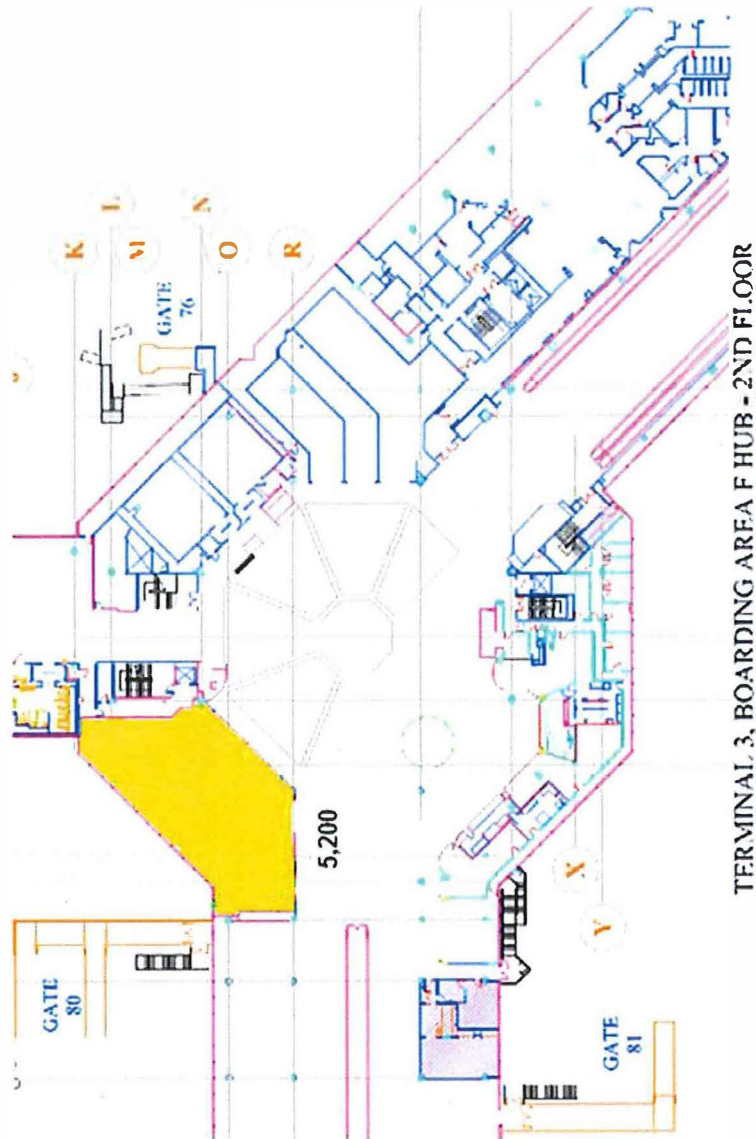 K
L
M
N
O
R
GATE
76
5,200
GATE
80
X
Y
GATE
81
TERMINAL 3, BOARDING AREA F HUB - 2ND FLOOR